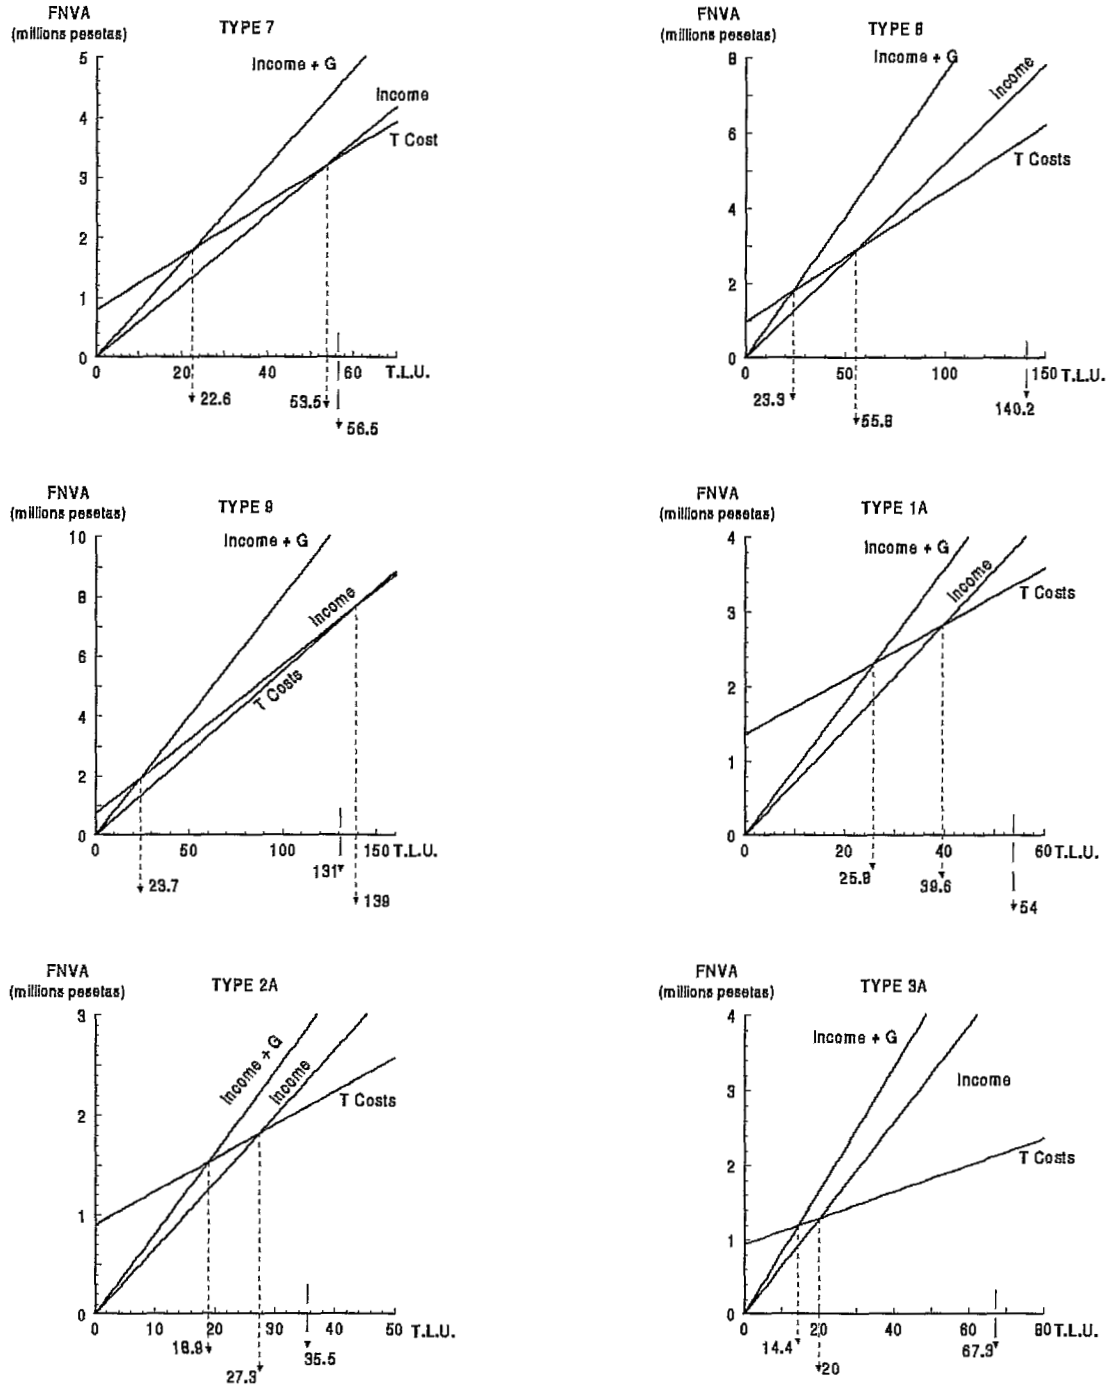 FNVA
(millions pesetas)
TYPE 7
5
4
3
2
1
0
Income + G
Income
T Cost
0
20
40
60
T.L.U.
22.6
53.5
56.5
FNVA
(millions pesetas)
TYPE 8
8
6
4
2
0
Income + G
Income
T Costs
0
50
100
150
T.L.U.
23.3
55.8
140.2
FNVA
(millions pesetas)
TYPE 9
10
8
6
4
2
0
Income + G
Income
T Costs
0
50
100
150
T.L.U.
23.7
131
139
FNVA
(millions pesetas)
TYPE 1A
4
3
2
1
0
Income + G
Income
T Costs
0
20
40
60
T.L.U.
25.8
39.6
54
FNVA
(millions pesetas)
TYPE 2A
3
2
1
0
Income + G
Income
T Costs
0
10
20
30
40
50
T.L.U.
18.9
27.3
35.5
FNVA
(millions pesetas)
TYPE 3A
4
3
2
1
0
Income + G
Income
T Costs
0
20
40
60
80
T.L.U.
14.4
20
67.3